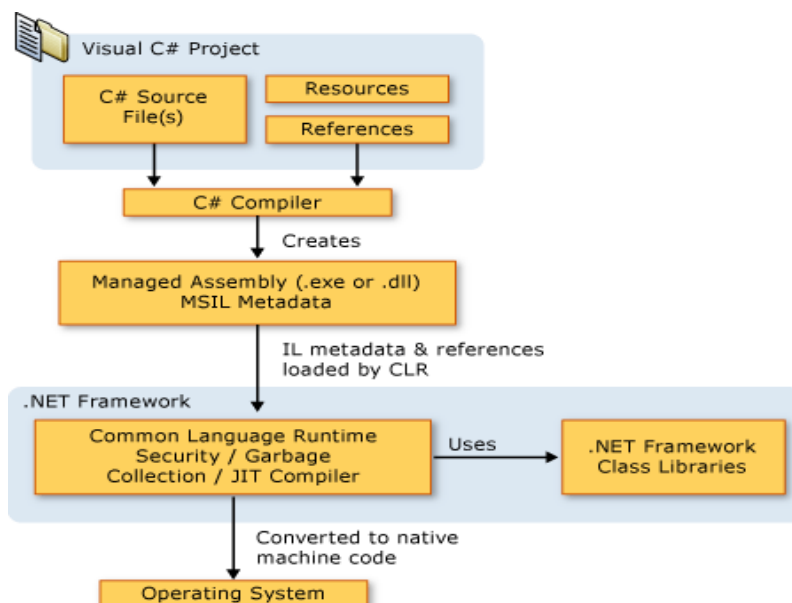 Visual C# Project
C# Source
File(s)
Resources
References
C# Compiler
Creates
Managed Assembly (.exe or .dll)
MSIL Metadata
IL metadata & references
loaded by CLR
.NET Framework
Common Language Runtime
Security / Garbage
Collection / JIT Compiler
Uses
.NET Framework
Class Libraries
Converted to native
machine code
Operating System